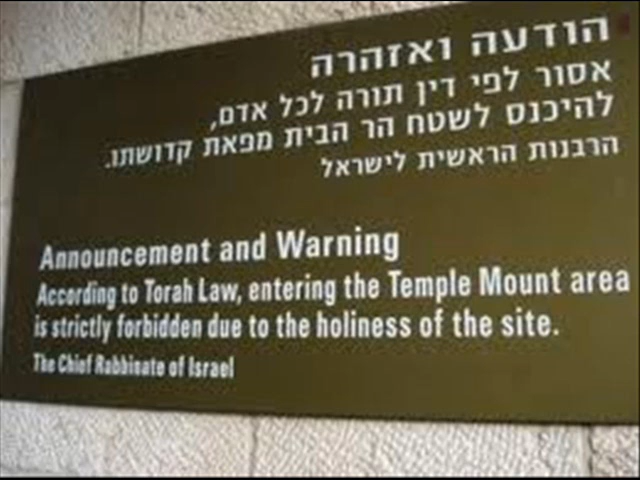 הודעה ואזהרה
אסור לפי דין תורה לכל אדם,
להיכנס לשטח הר הבית מפאת קדושתו.
הרבנות הראשית לישראל
Announcement and Warning
According to Torah Law, entering the Temple Mount area
is strictly forbidden due to the holiness of the site.
The Chief Rabbinate of Israel